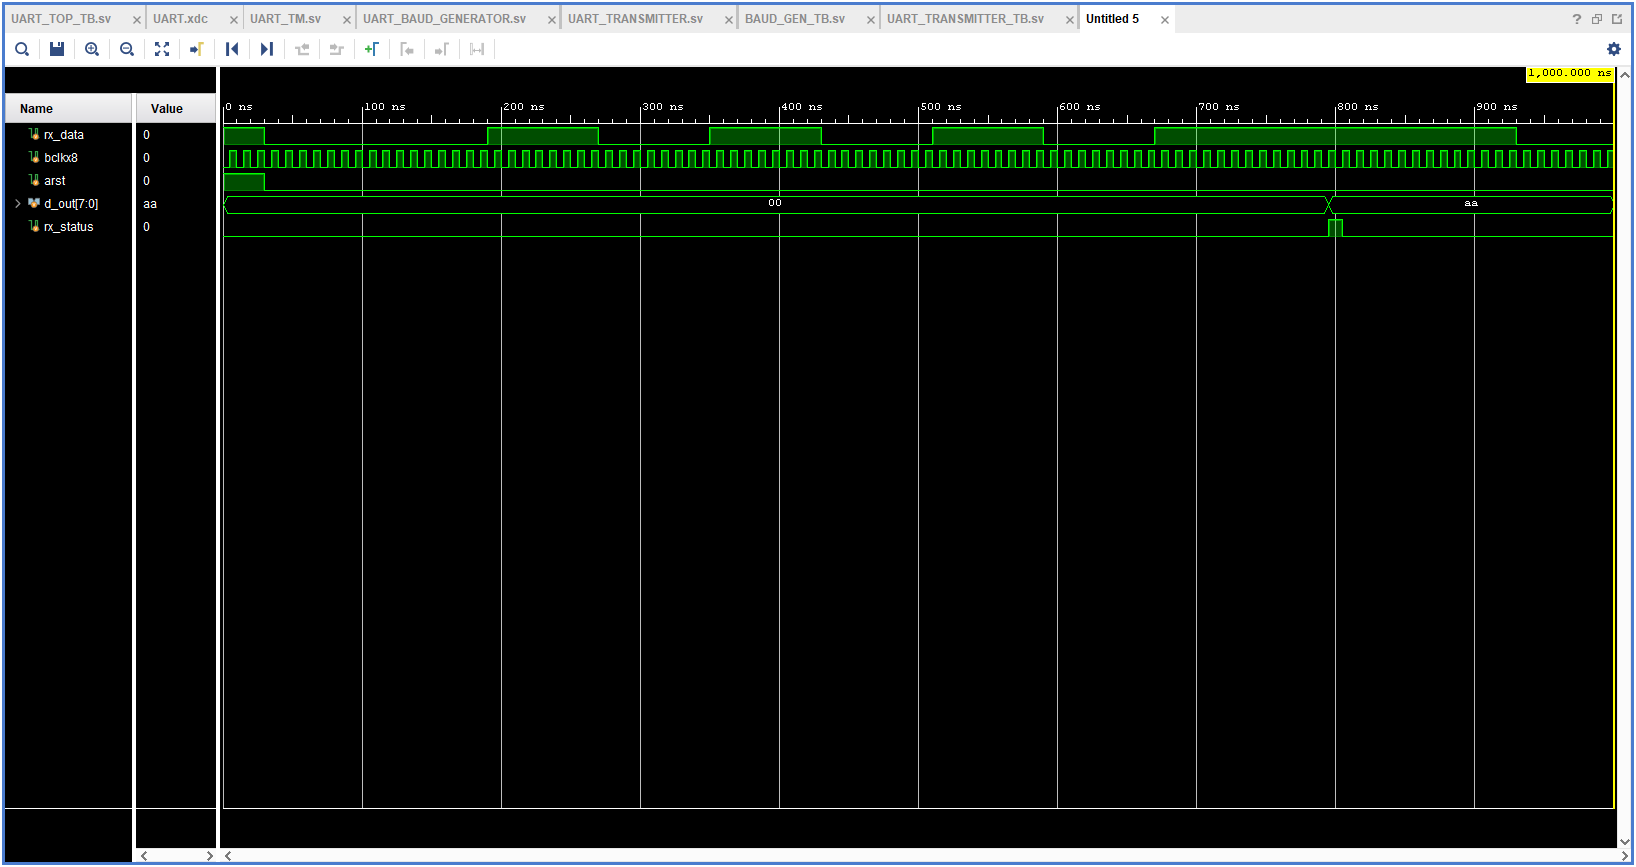 UART_TOP_TB.sv UART.xdc UART_TM.sv UART_BAUD_GENERATOR.sv UART_TRANSMITTER.sv BAUD_GEN_TB.sv UART_TRANSMITTER_TB.sv Untitled 5
1,000.000 ns
Name Value 0 ns 100 ns 200 ns 300 ns 400 ns 500 ns 600 ns 700 ns 800 ns 900 ns
rx_data 0
bclkx8 0
arst 0
d_out[7:0] aa 00 aa
rx_status 0